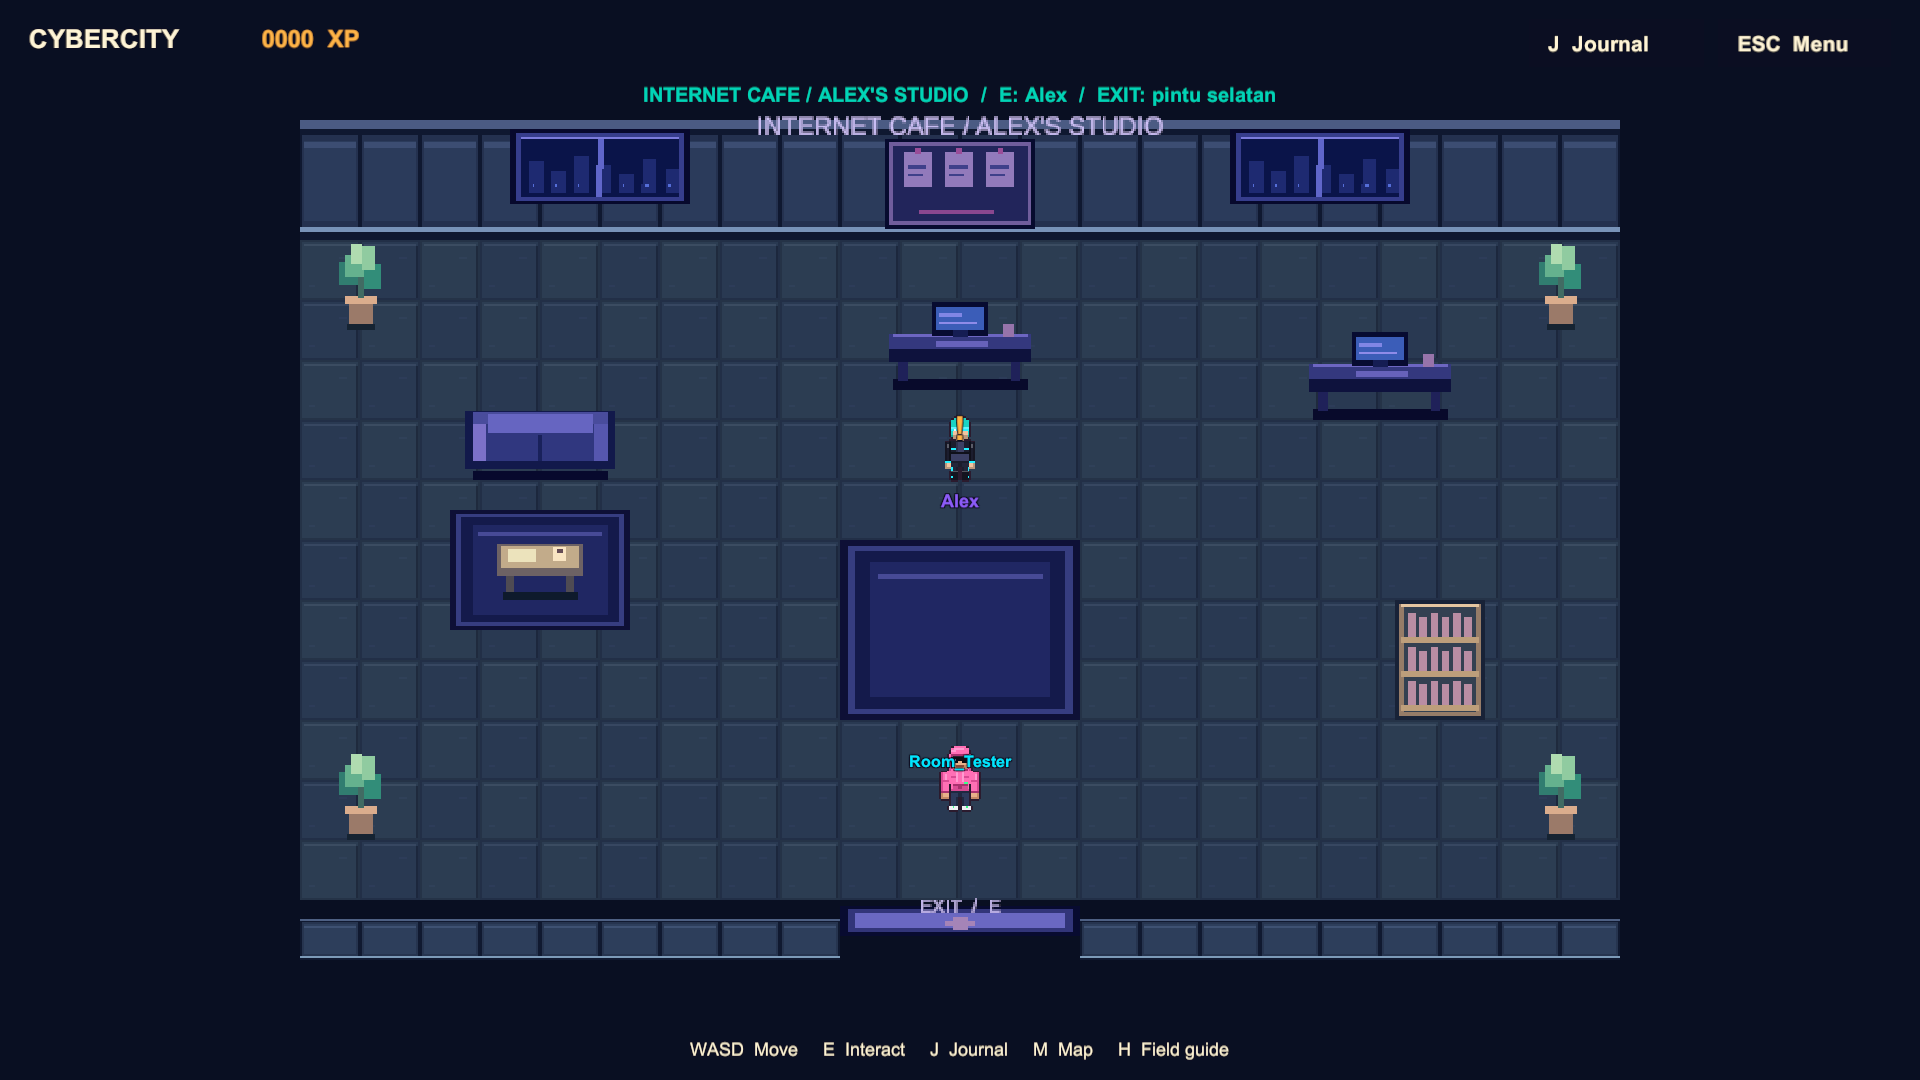 CYBERCITY
0000 XP
J Journal
ESC Menu
INTERNET CAFE / ALEX'S STUDIO / E: Alex / EXIT: pintu selatan
INTERNET CAFE / ALEX'S STUDIO
Alex
Room Tester
EXIT / E
WASD Move E Interact J Journal M Map H Field guide